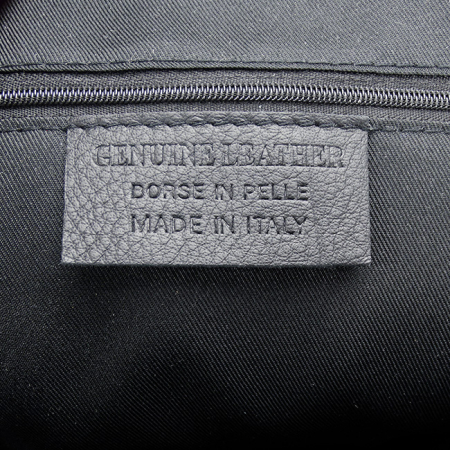 GENUINE LEATHER
BORSE IN PELLE
MADE IN ITALY